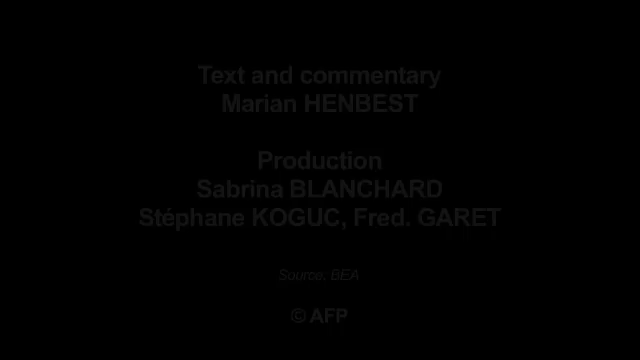 Text and commentary
Marian HENBEST
Production
Sabrina BLANCHARD
Stéphane KOGUC, Fred. GARET
Source: BEA
© AFP